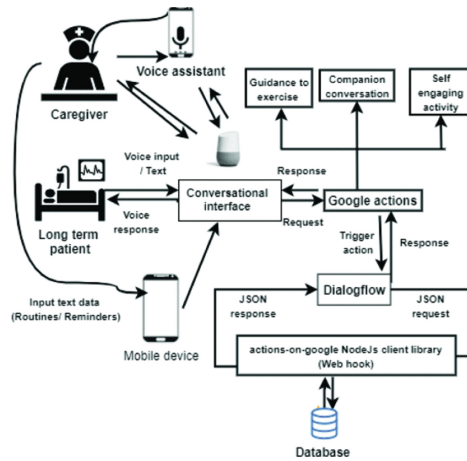 Voice assistant
Caregiver
Guidance to
exercise
Companion
conversation
Self
engaging
activity
Voice input
/ Text
Voice
response
Long term
patient
Conversational
interface
Response
Request
Google actions
Trigger
action
Response
Input text data
(Routines/ Reminders)
Mobile device
JSON
response
Dialogflow
JSON
request
actions-on-google NodeJs client library
(Web hook)
Database